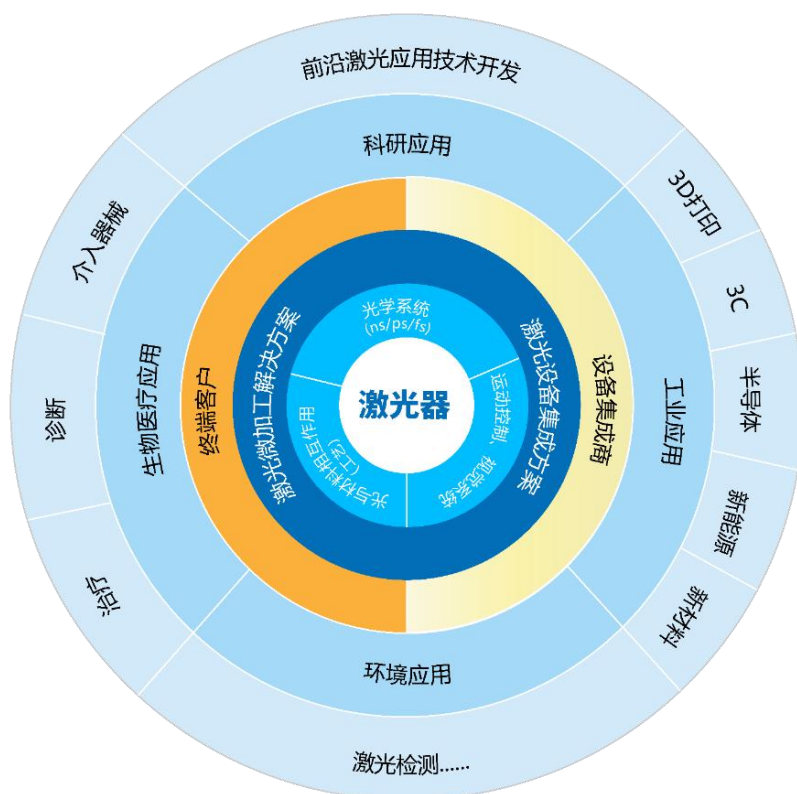 前沿激光应用技术开发
科研应用
3D打印
3C
半导体
新能源
新材料
工业应用
设备集成商
激光设备集成方案
介入器械
诊断
治疗
生物医疗应用
终端客户
激光微加工解决方案
光学系统
(ns/ps/fs)
运动控制、视觉系统
光与材料相互作用
(工艺)
激光器
环境应用
激光检测......